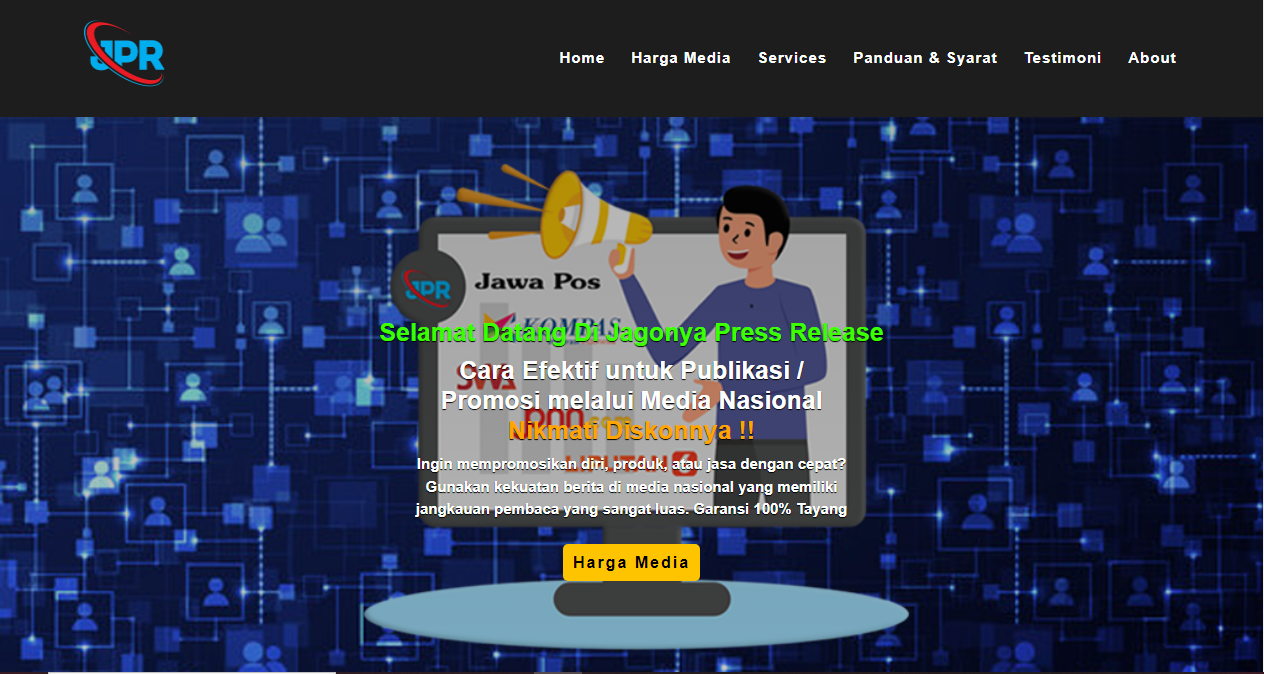 JPR
Home Harga Media Services Panduan & Syarat Testimoni About
JPR
Jawa Pos
KOMPAS
Selamat Datang Di Jagonya Press Release
Cara Efektif untuk Publikasi /
SWA
Promosi melalui Media Nasional
Nikmati Diskonnya !!
Ingin mempromosikan diri, produk, atau jasa dengan cepat?
Gunakan kekuatan berita di media nasional yang memiliki
jangkauan pembaca yang sangat luas. Garansi 100% Tayang
Harga Media